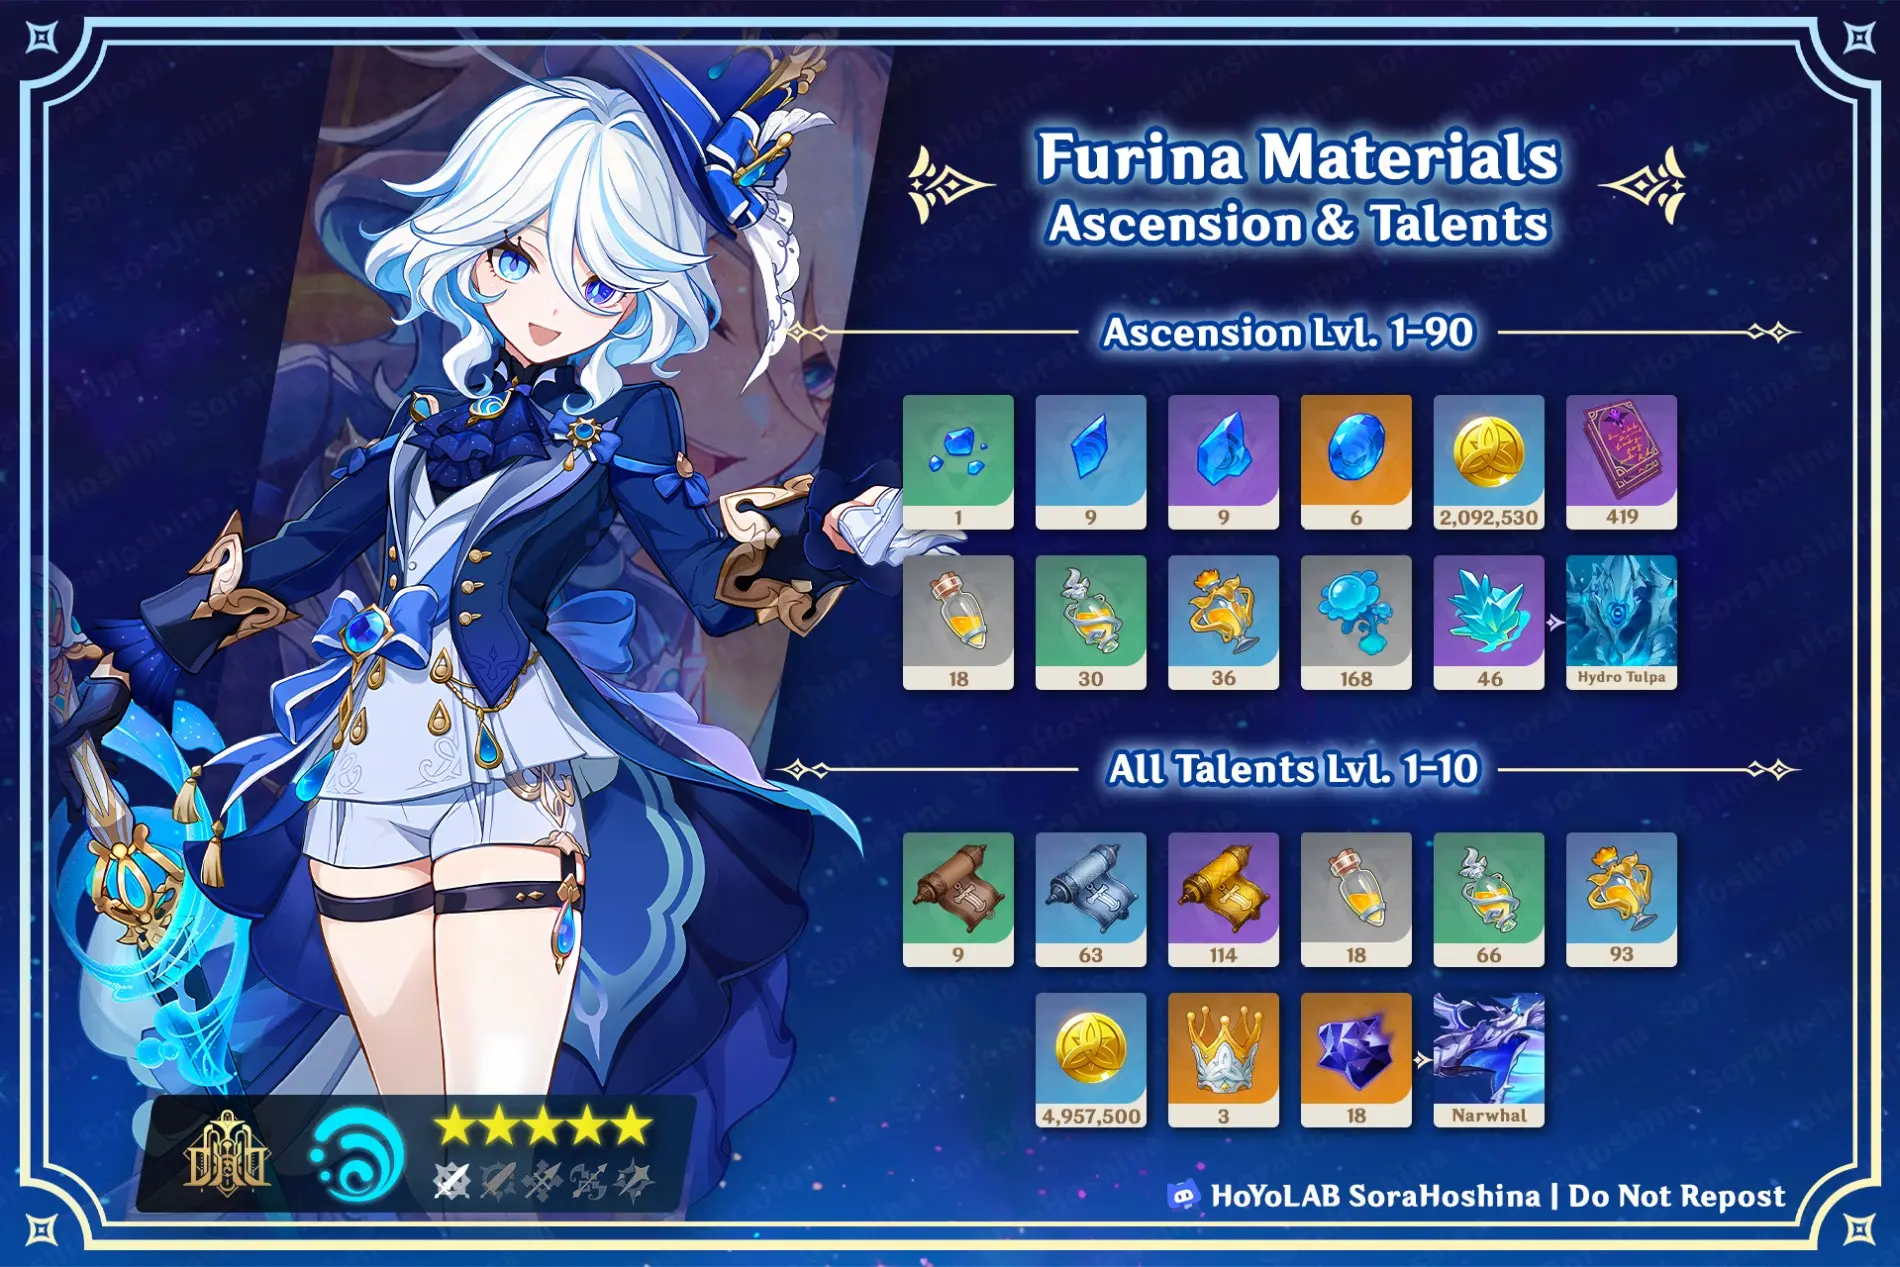 Furina Materials
Ascension & Talents
Ascension Lvl. 1-90
1
9
9
6
2,092,530
419
18
30
36
168
46
Hydro Tulpa
All Talents Lvl. 1-10
9
63
114
18
66
93
4,957,500
3
18
Narwhal
HoYoLAB SoraHoshina | Do Not Repost
SoraHoshina